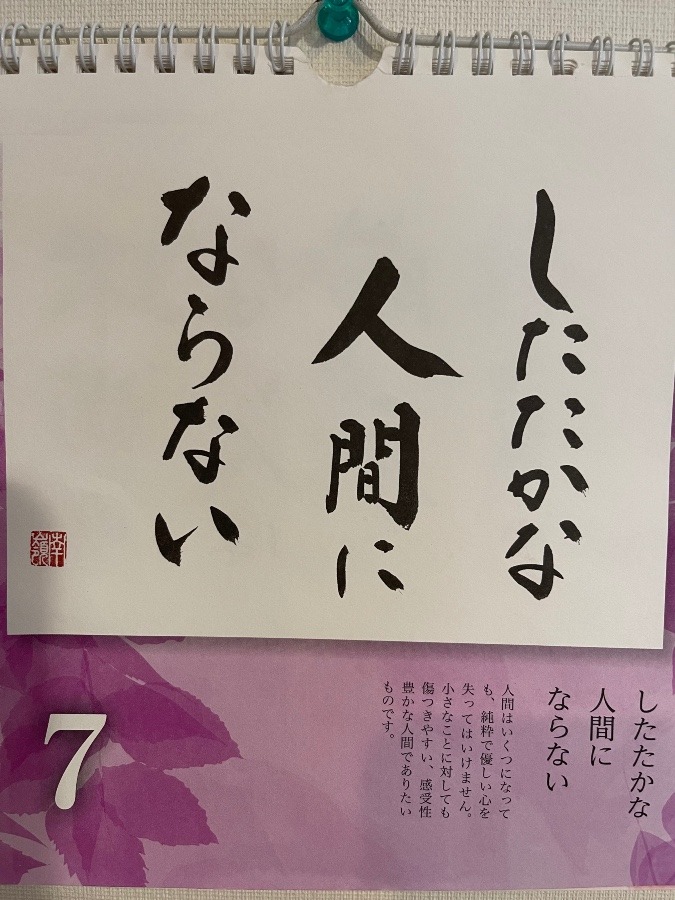 したたかな
人間に
ならない
したたかな
人間に
ならない
人間はいくつになって
も、純粋で優しい心を
失ってはいけません。
小さなことに対しても
傷つきやすい、感受性
豊かな人間でありたい
ものです。
7